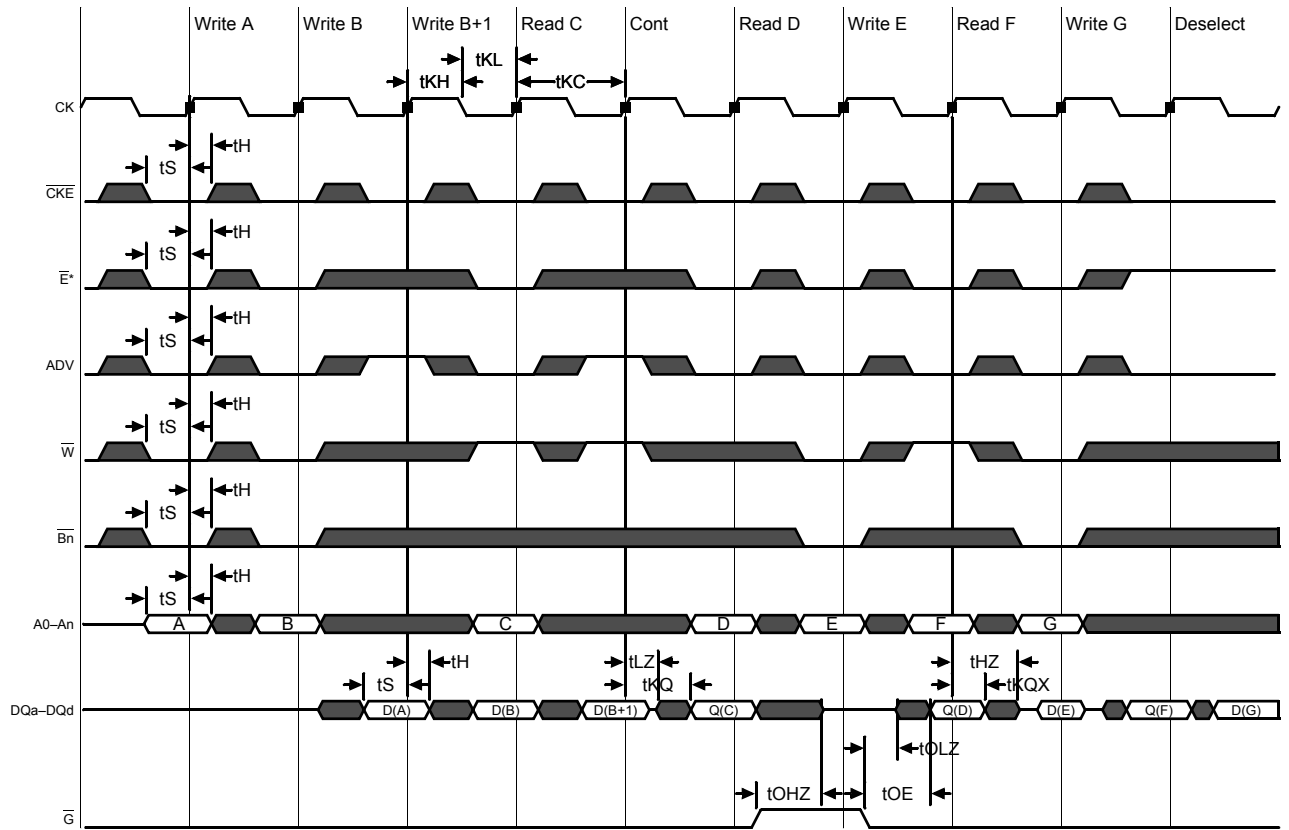 Write A Write B Write B+1 Read C Cont Read D Write E Read F Write G Deselect
tKL
tKH tKC
CK
tH
tS
CKE
tH
tS
E*
tH
tS
ADV
tH
tS
W
tH
tS
Bn
tH
tS
A0–An A B C D E F G
tH tLZ tHZ
tS tKQ tKQX
DQa–DQd D(A) D(B) D(B+1) Q(C) Q(D) D(E) Q(F) D(G)
tOLZ
tOHZ tOE
G